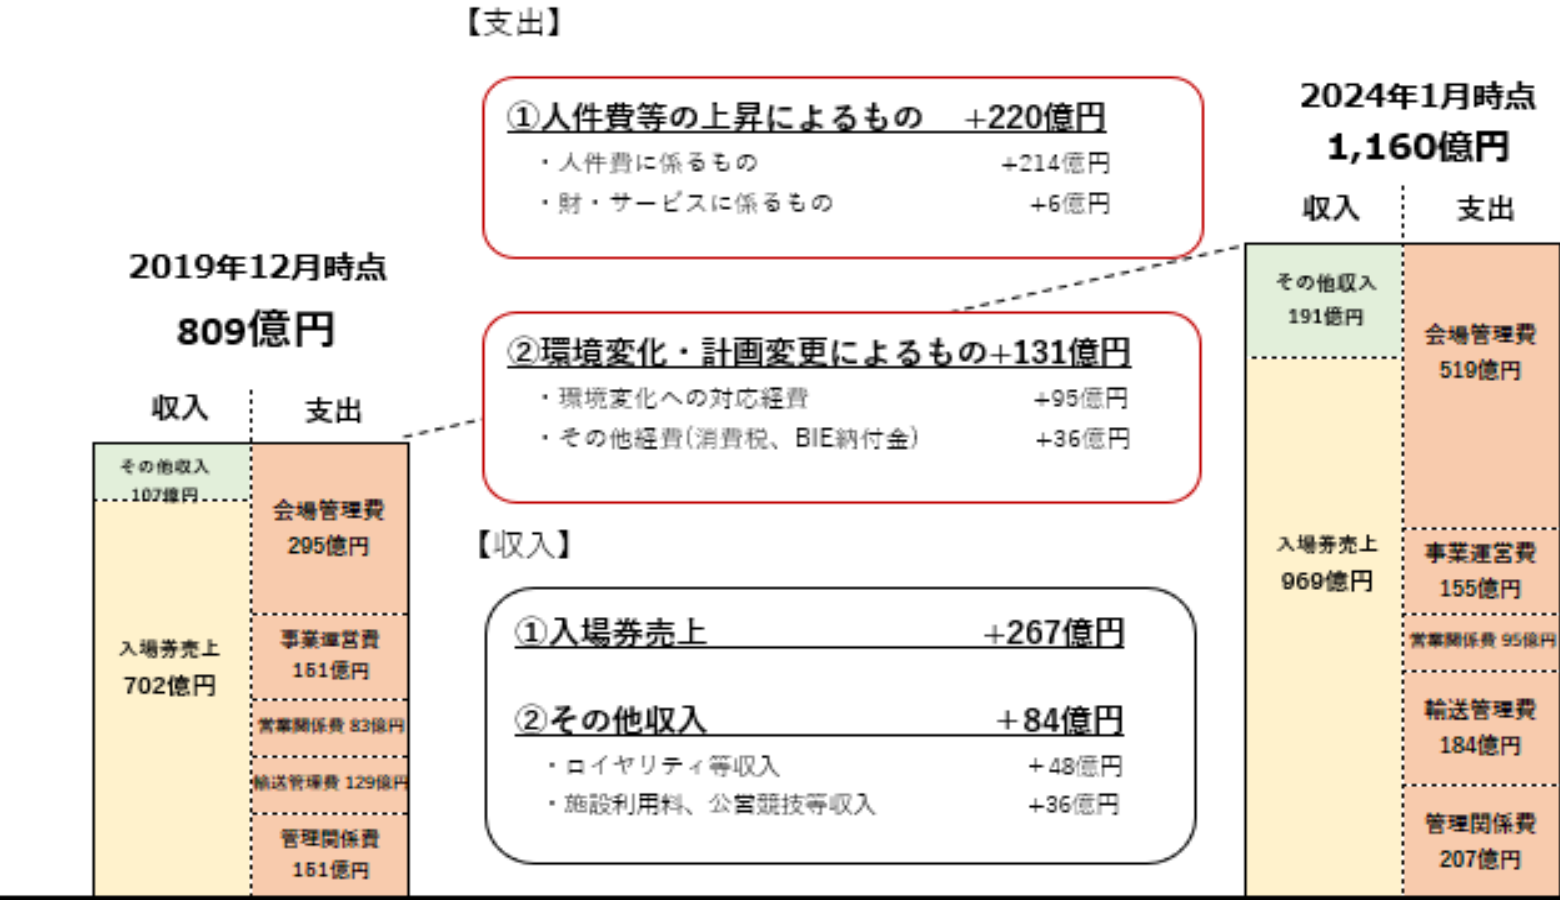 【支出】
①人件費等の上昇によるもの +220億円
・人件費に係るもの +214億円
・財・サービスに係るもの +6億円
②環境変化・計画変更によるもの+131億円
・環境変化への対応経費 +95億円
・その他経費(消費税、BIE納付金) +36億円
【収入】
①入場券売上 +267億円
②その他収入 +84億円
・ロイヤリティ等収入 +48億円
・施設利用料、公営競技等収入 +36億円
2019年12月時点
809億円
収入
支出
その他収入
107億円
入場券売上
702億円
会場管理費
295億円
事業運営費
151億円
営業関係費 83億円
輸送管理費 129億円
管理関係費
151億円
2024年1月時点
1,160億円
収入
支出
その他収入
191億円
入場券売上
969億円
会場管理費
519億円
事業運営費
155億円
営業関係費 95億円
輸送管理費
184億円
管理関係費
207億円